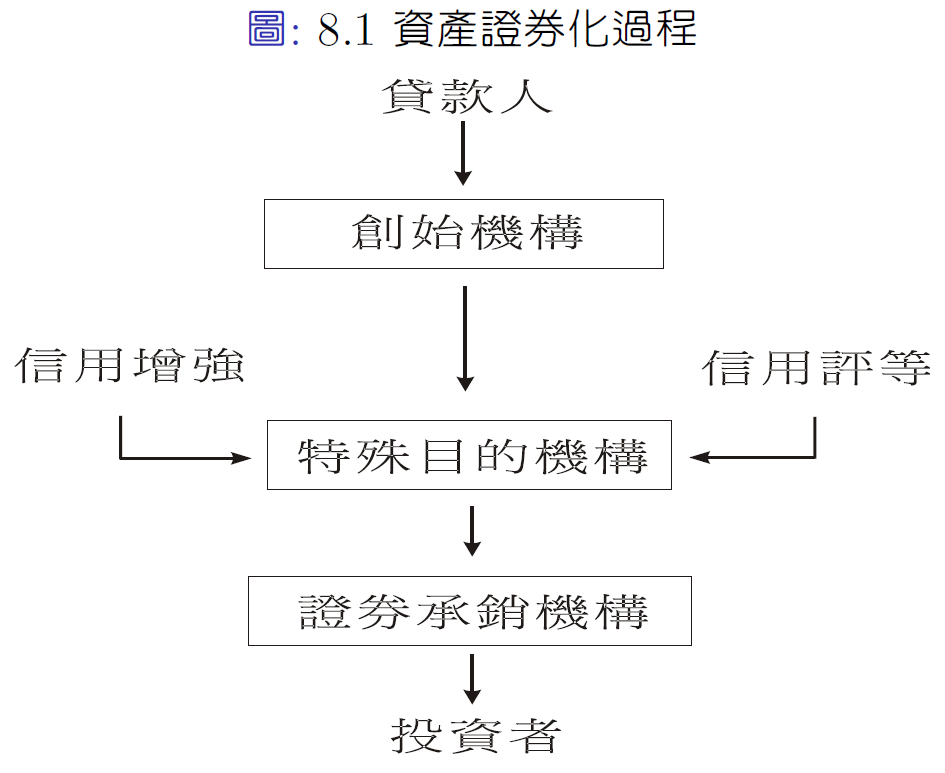 圖: 8.1 資產證券化過程
貸款人
創始機構
信用增強
信用評等
特殊目的機構
證券承銷機構
投資者